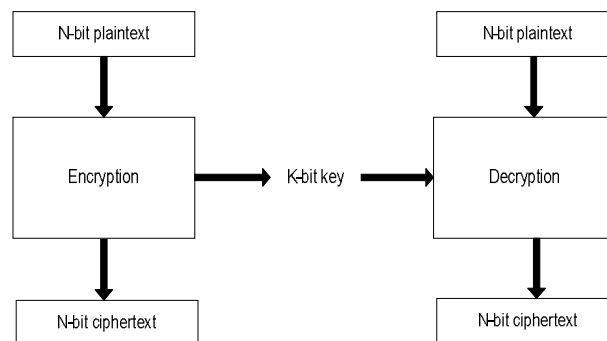 N-bit plaintext
N-bit plaintext
Encryption
K-bit key
Decryption
N-bit ciphertext
N-bit ciphertext